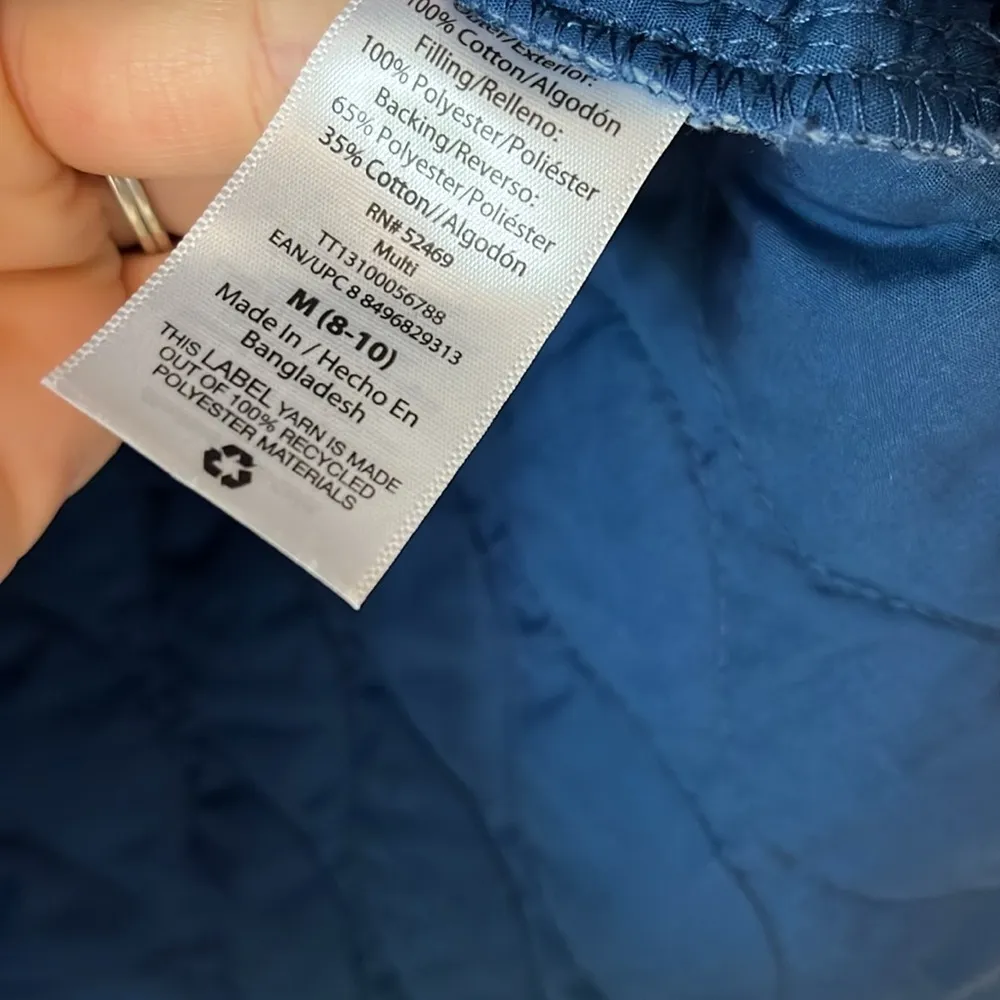 Exterior:
100% Cotton/Algodón
Filling/Relleno:
100% Polyester/Poliéster
Backing/Reverso:
65% Polyester/Poliéster
35% Cotton//Algodón
RN# 52469
Multi
TT13100056788
EAN/UPC 8 8496829313
M (8-10)
Made In / Hecho En
Bangladesh
THIS LABEL YARN IS MADE
OUT OF 100% RECYCLED
POLYESTER MATERIALS